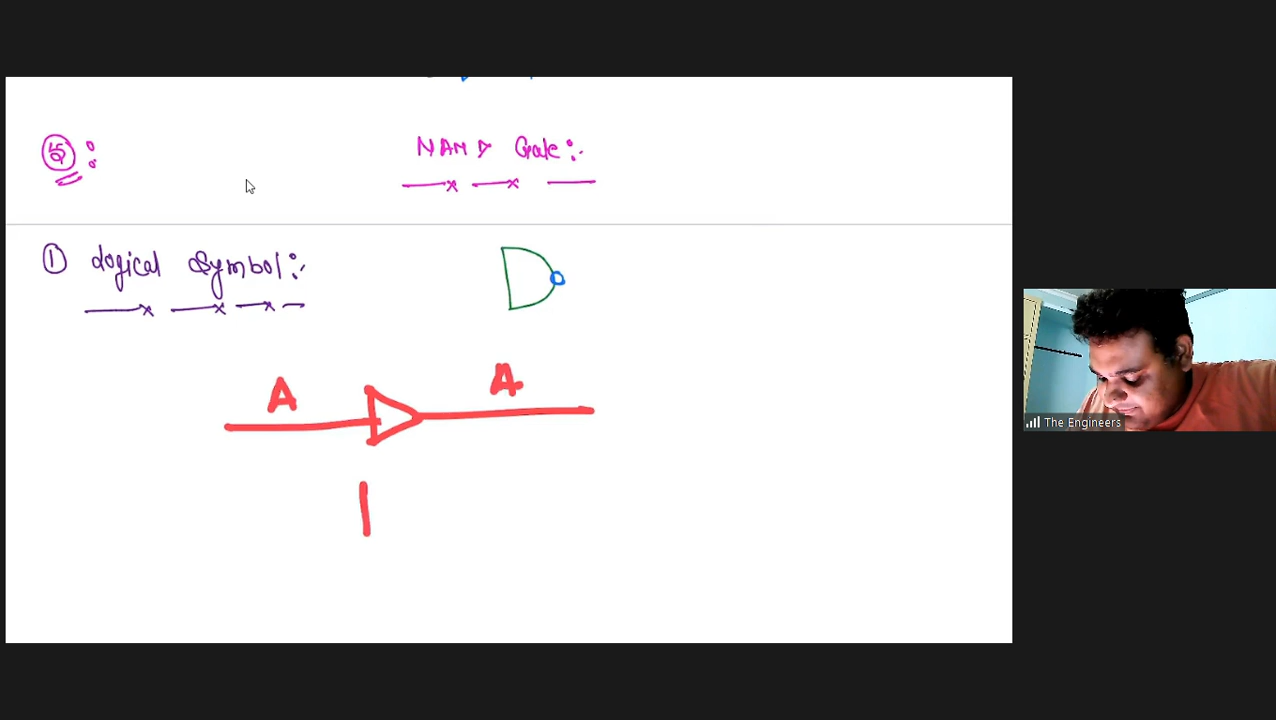 5:
NAND Gate:-
1 Logical Symbol:-
A A
The Engineers